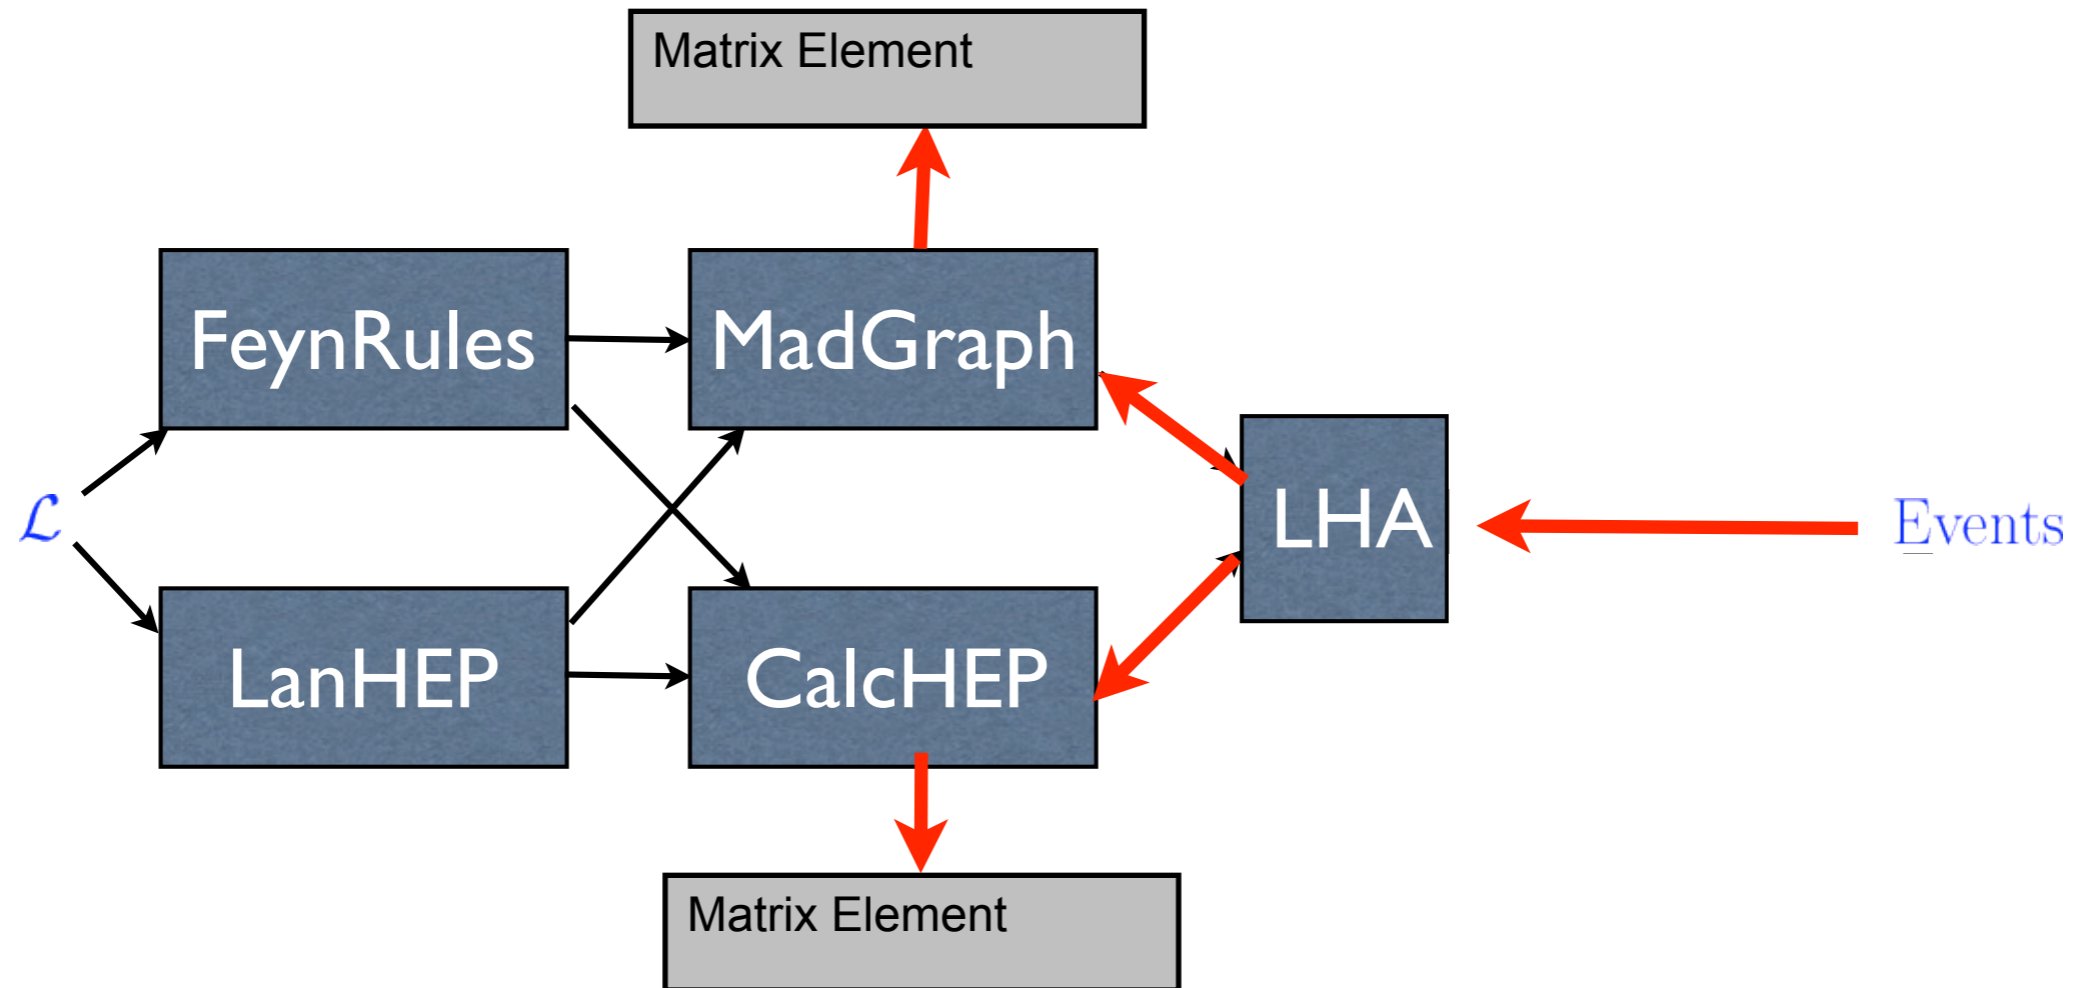 Matrix Element
FeynRules
MadGraph
ℒ
LHA
Events
LanHEP
CalcHEP
Matrix Element